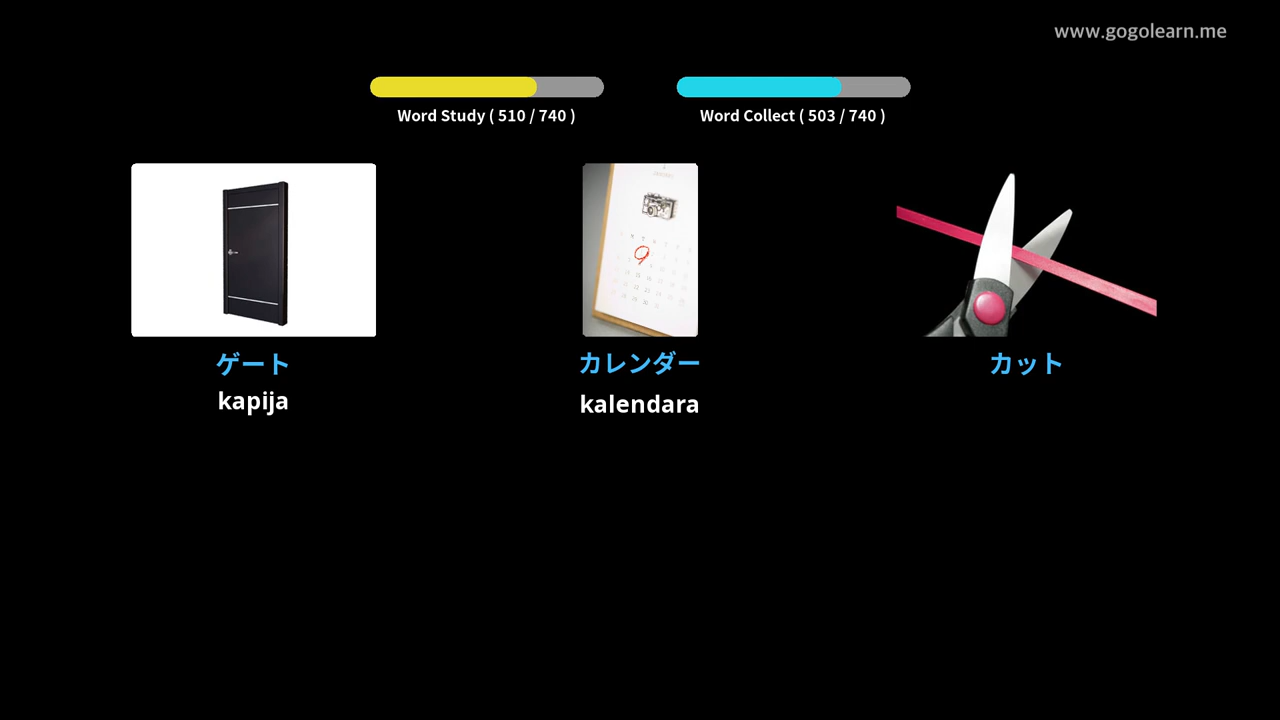 www.gogolearn.me
Word Study ( 510 / 740 )
Word Collect ( 503 / 740 )
9
ゲート
カレンダー
カット
kapija
kalendara